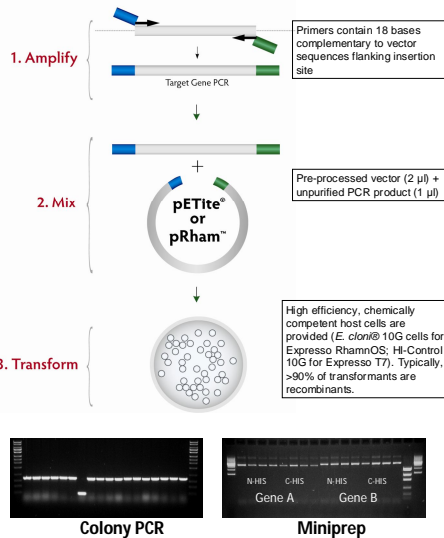 Primers contain 18 bases
complementary to vector
sequences flanking insertion
site
1. Amplify
Target Gene PCR
+
2. Mix
pETite®
or
pRham™
Pre-processed vector (2 µl) +
unpurified PCR product (1 µl)
High efficiency, chemically
competent host cells are
provided (E. cloni® 10G cells for
Expresso RhamnOS; HI-Control
10G for Expresso T7). Typically,
>90% of transformants are
recombinants.
3. Transform
N-HIS C-HIS N-HIS C-HIS
Gene A Gene B
Colony PCR Miniprep